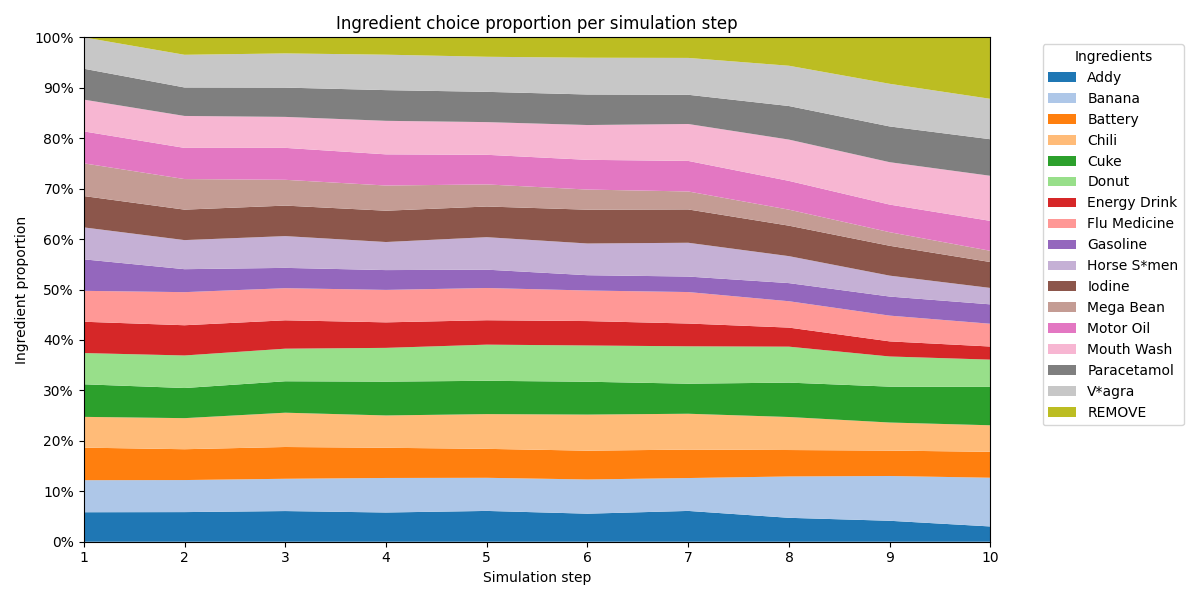 Ingredient choice proportion per simulation step
Ingredient proportion
100%
90%
80%
70%
60%
50%
40%
30%
20%
10%
0%
1 2 3 4 5 6 7 8 9 10
Simulation step
Ingredients
Addy
Banana
Battery
Chili
Cuke
Donut
Energy Drink
Flu Medicine
Gasoline
Horse S*men
Iodine
Mega Bean
Motor Oil
Mouth Wash
Paracetamol
V*agra
REMOVE